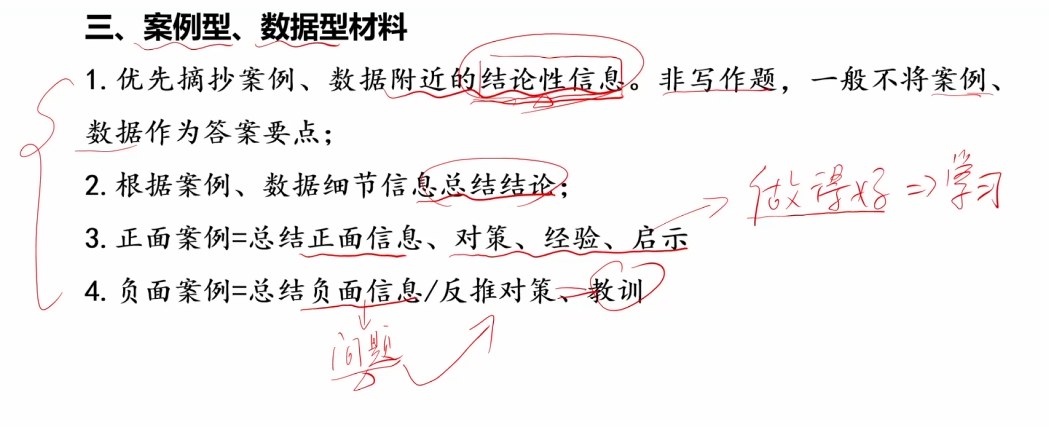 三、案例型、数据型材料
1. 优先摘抄案例、数据附近的结论性信息。非写作题，一般不将案例、
数据作为答案要点；
2. 根据案例、数据细节信息总结结论；
做得好 => 学习
3. 正面案例=总结正面信息、对策、经验、启示
4. 负面案例=总结负面信息/反推对策、教训
问题